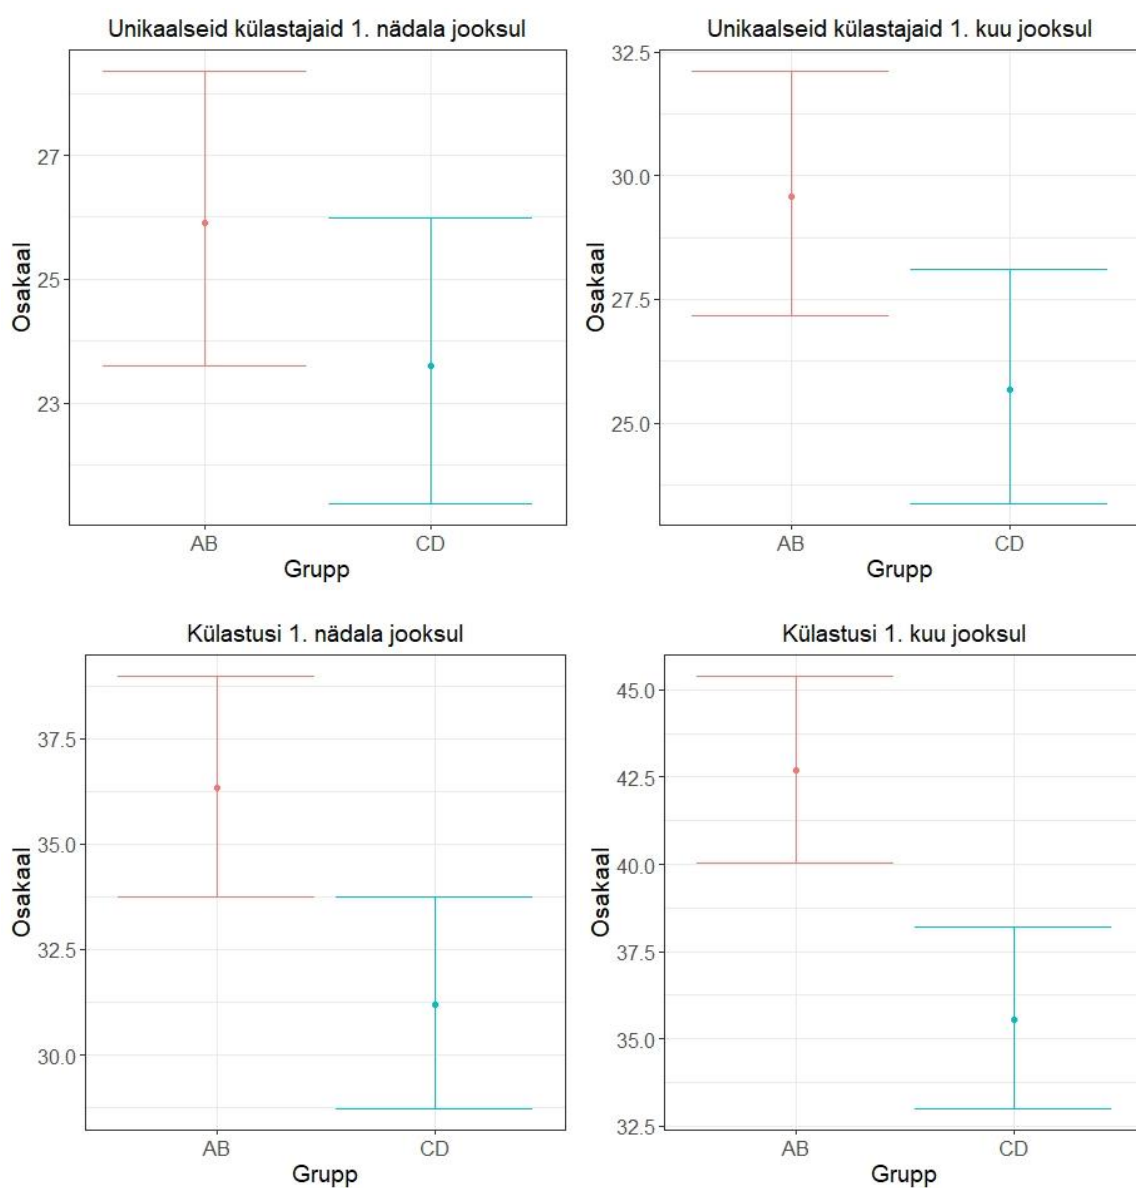 Unikaalseid külastajaid 1. nädala jooksul
Osakaal
27
25
23
AB
CD
Grupp
Unikaalseid külastajaid 1. kuu jooksul
Osakaal
32.5
30.0
27.5
25.0
AB
CD
Grupp
Külastusi 1. nädala jooksul
Osakaal
37.5
35.0
32.5
30.0
AB
CD
Grupp
Külastusi 1. kuu jooksul
Osakaal
45.0
42.5
40.0
37.5
35.0
32.5
AB
CD
Grupp